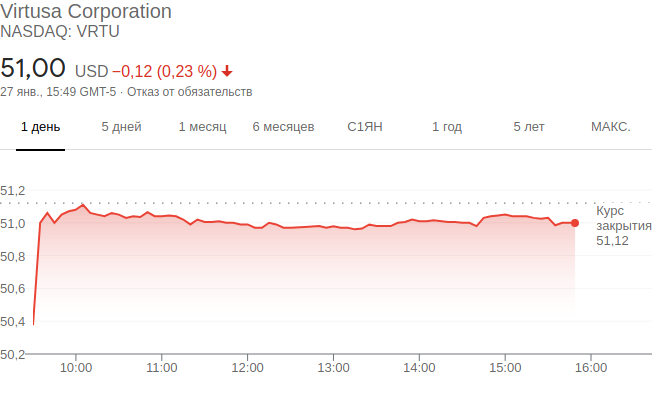 Virtusa Corporation
NASDAQ: VRTU
51,00 USD −0,12 (0,23 %)
27 янв., 15:49 GMT-5 · Отказ от обязательств
1 день 5 дней 1 месяц 6 месяцев С1ЯН 1 год 5 лет МАКС.
51,2
51,0
50,8
50,6
50,4
50,2
Курс
закрытия
51,12
10:00 11:00 12:00 13:00 14:00 15:00 16:00